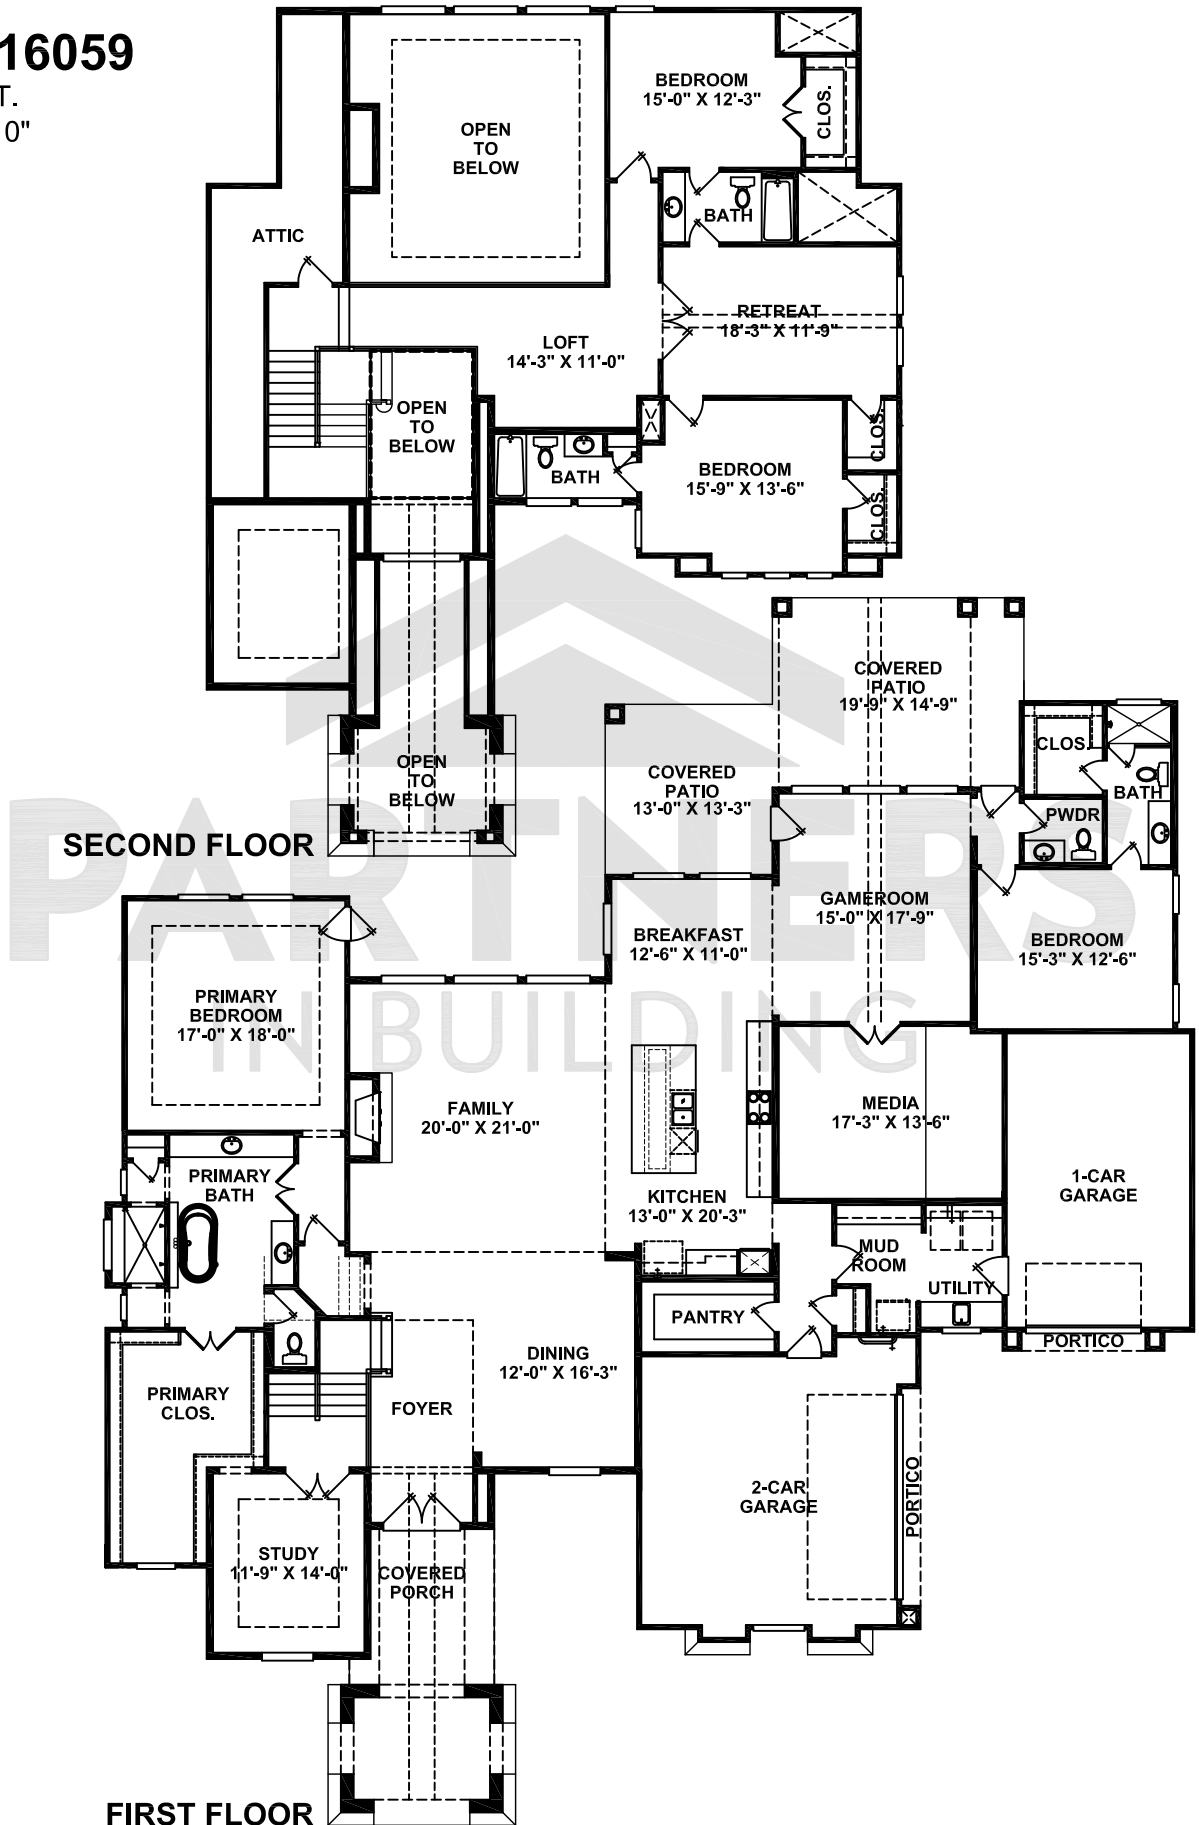 16059
T.
0"
BEDROOM
15'-0" X 12'-3"
CLOS.
OPEN
TO
BELOW
BATH
ATTIC
RETREAT
18'-3" X 11'-9"
LOFT
14'-3" X 11'-0"
OPEN
TO
BELOW
CLOS.
BATH
BEDROOM
15'-9" X 13'-6"
CLOS.
OPEN
TO
BELOW
SECOND FLOOR
COVERED
PATIO
19'-9" X 14'-9"
CLOS.
BATH
COVERED
PATIO
13'-0" X 13'-3"
PWDR
PARTNERS
IN BUILDING
GAMEROOM
15'-0" X 17'-9"
BREAKFAST
12'-6" X 11'-0"
BEDROOM
15'-3" X 12'-6"
PRIMARY
BEDROOM
17'-0" X 18'-0"
FAMILY
20'-0" X 21'-0"
MEDIA
17'-3" X 13'-6"
PRIMARY
BATH
KITCHEN
13'-0" X 20'-3"
1-CAR
GARAGE
MUD
ROOM
UTILITY
PANTRY
PORTICO
DINING
12'-0" X 16'-3"
PRIMARY
CLOS.
FOYER
2-CAR
GARAGE
PORTICO
STUDY
11'-9" X 14'-0"
COVERED
PORCH
FIRST FLOOR